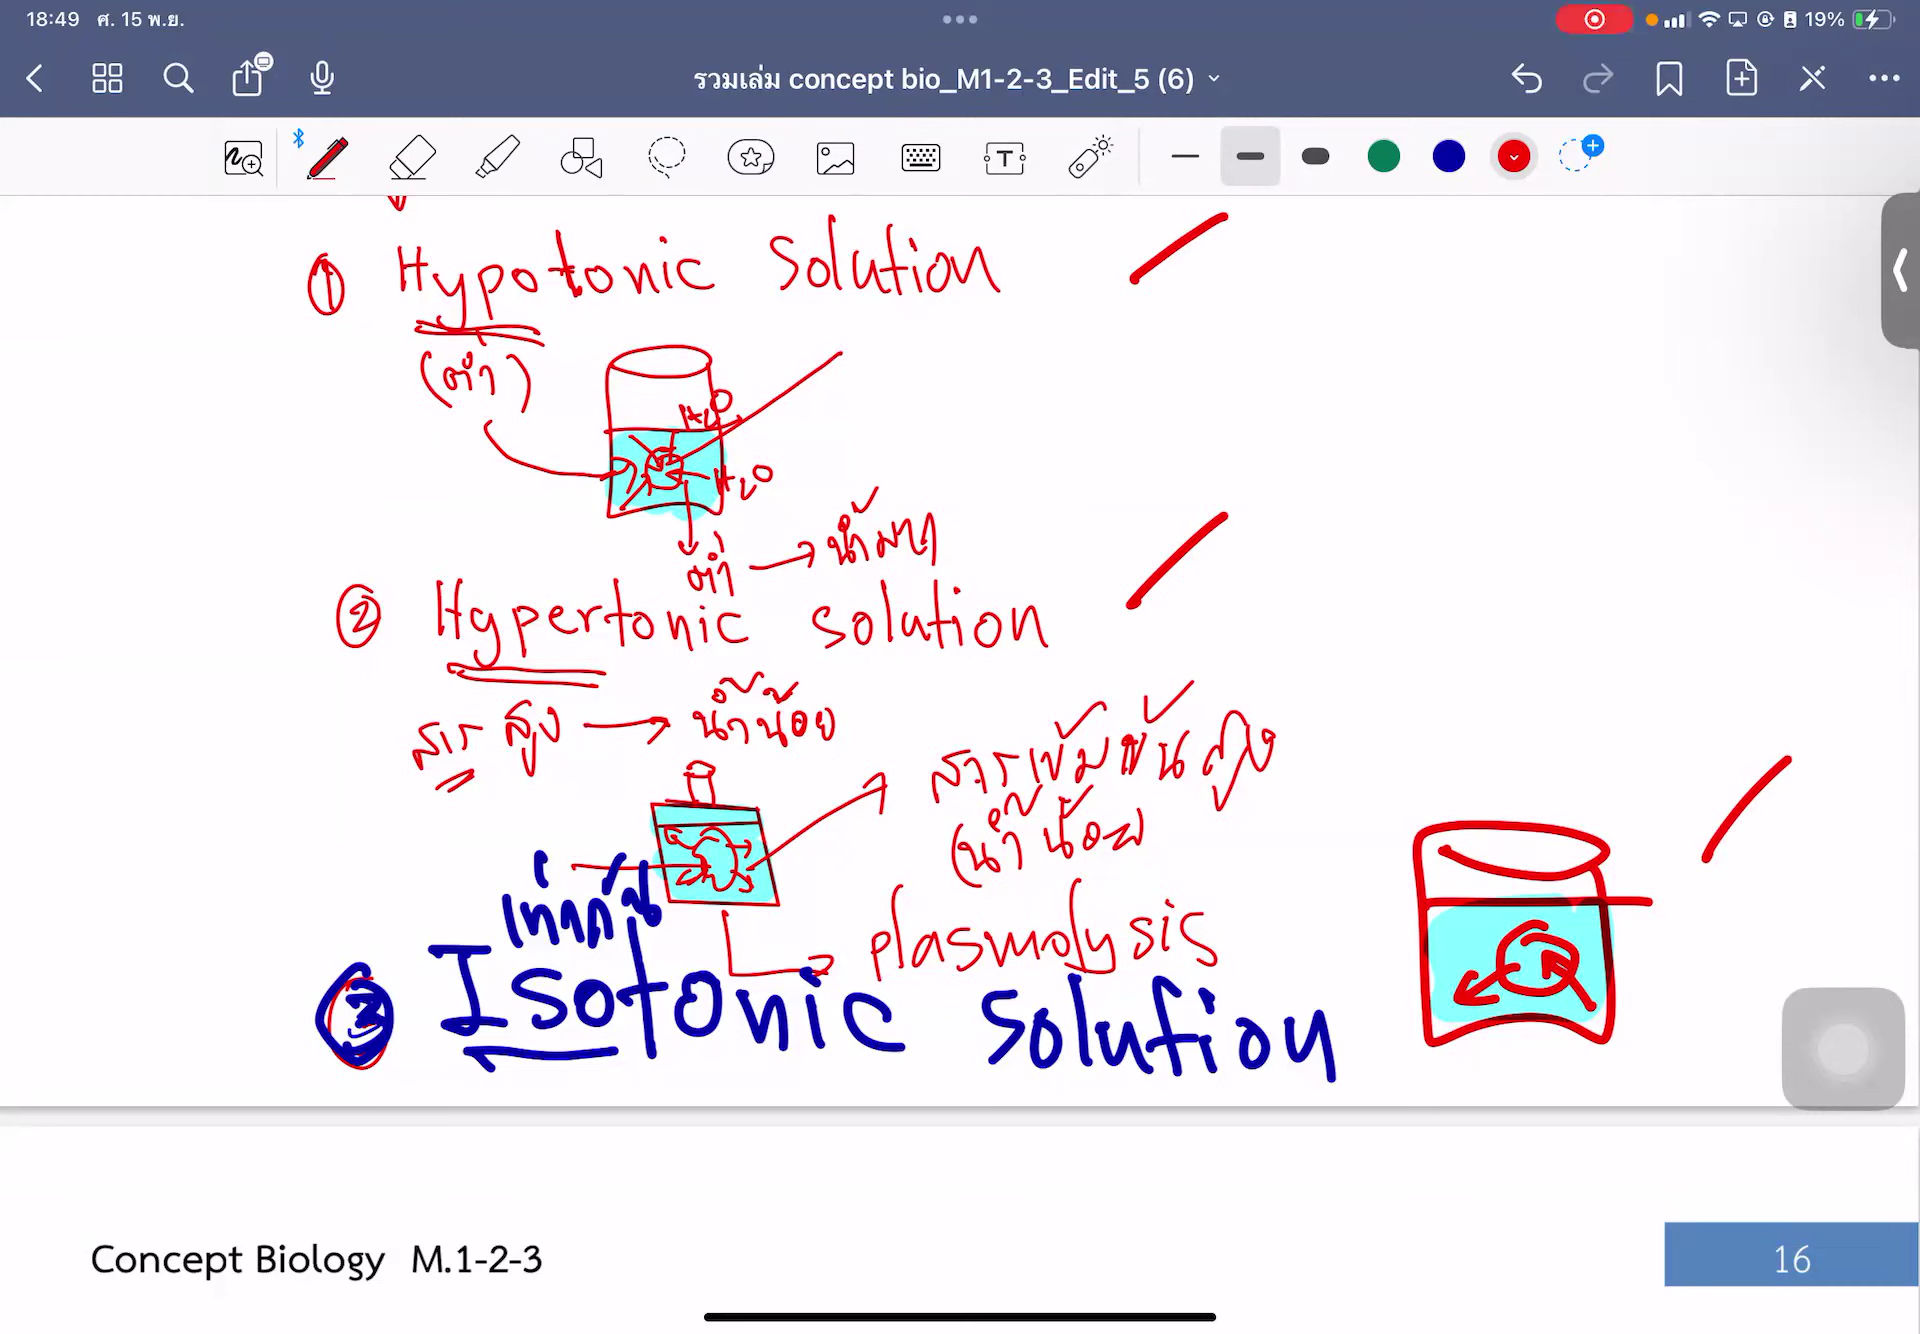 18:49 ศ. 15 พ.ย.
19%
รวมเล่ม concept bio_M1-2-3_Edit_5 (6)
T
① Hypotonic Solution
(ต่ำ)
H₂O
H₂O
ต่ำ → น้ำมาก
② Hypertonic solution
สาร สูง → น้ำน้อย
สารเข้มข้นสูง
(น้ำน้อย)
plasmolysis
เท่ากัน
③ Isotonic Solution
Concept Biology M.1-2-3
16